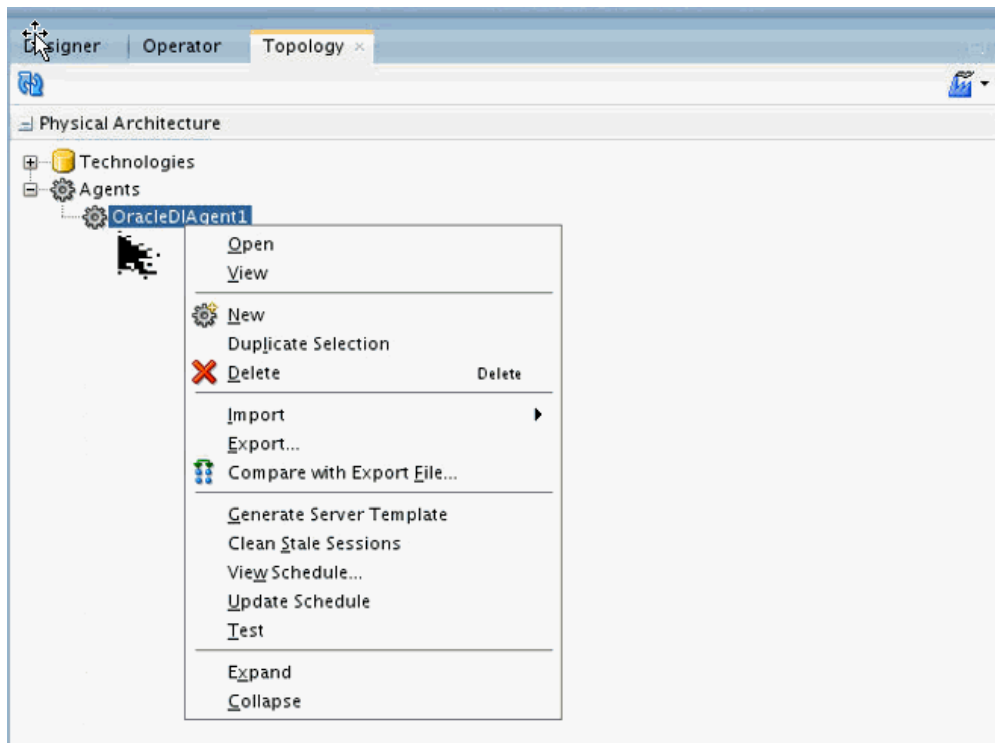 Designer Operator Topology
Physical Architecture
Technologies
Agents
OracleDIAgent1
Open
View
New
Duplicate Selection
Delete Delete
Import
Export...
Compare with Export File...
Generate Server Template
Clean Stale Sessions
View Schedule...
Update Schedule
Test
Expand
Collapse